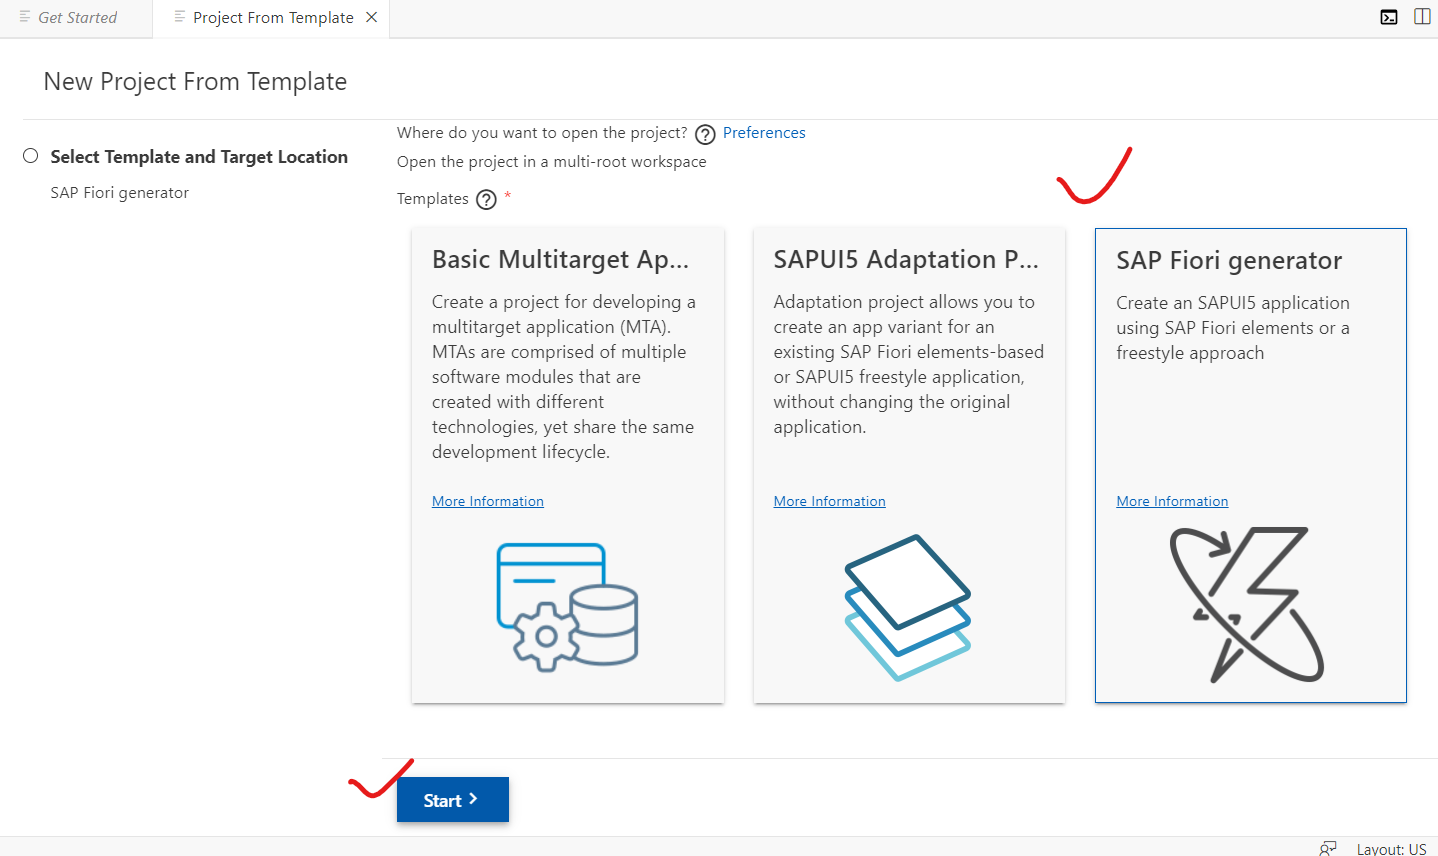 Get Started
Project From Template
New Project From Template
Select Template and Target Location
SAP Fiori generator
Where do you want to open the project? ? Preferences
Open the project in a multi-root workspace
Templates ? *
Basic Multitarget Ap...
Create a project for developing a
multitarget application (MTA).
MTAs are comprised of multiple
software modules that are
created with different
technologies, yet share the same
development lifecycle.
More Information
SAPUI5 Adaptation P...
Adaptation project allows you to
create an app variant for an
existing SAP Fiori elements-based
or SAPUI5 freestyle application,
without changing the original
application.
More Information
SAP Fiori generator
Create an SAPUI5 application
using SAP Fiori elements or a
freestyle approach
More Information
Start
Layout: US